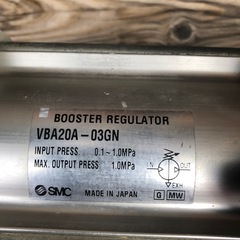 BOOSTER REGULATOR
VBA20A-03GN
INPUT PRESS 0.1~1.0MPa
MAX. OUTPUT PRESS 1.0MPa
IN OUT
EXH
SMC MADE IN JAPAN G MW